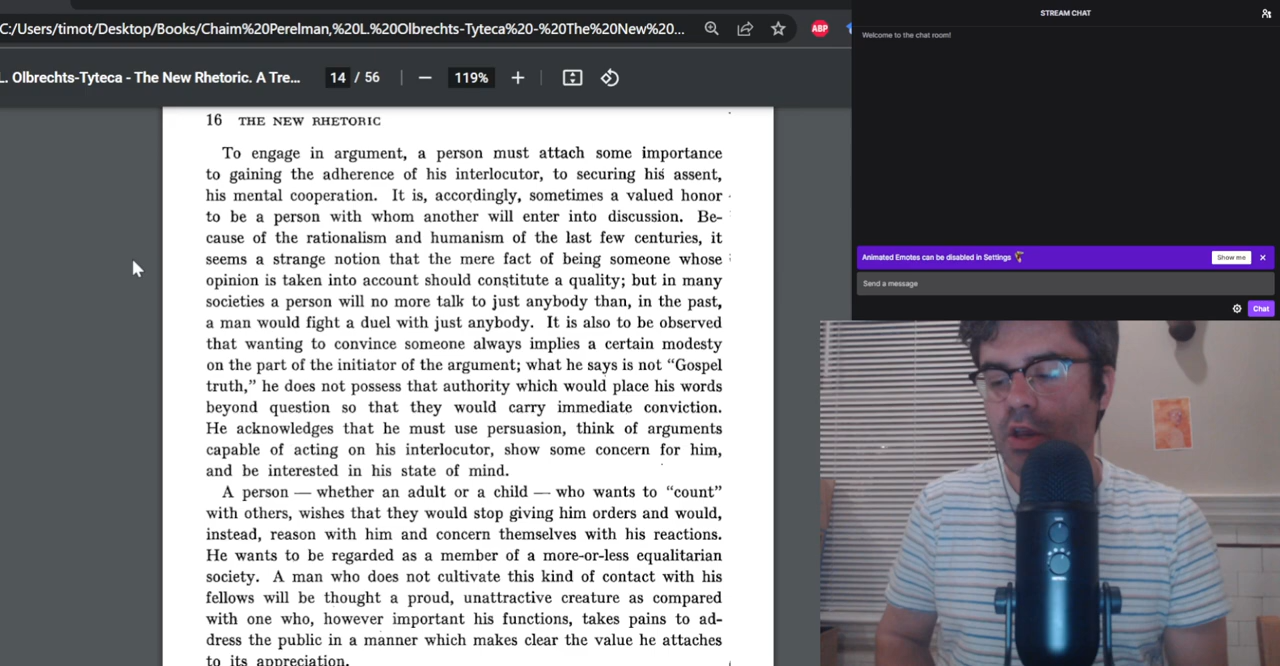 C:/Users/timot/Desktop/Books/Chaim%20Perelman,%20L.%20Olbrechts-Tyteca%20-%20The%20New%20...
ABP
L. Olbrechts-Tyteca - The New Rhetoric. A Tre...
14 / 56
119%
16 THE NEW RHETORIC
To engage in argument, a person must attach some importance
to gaining the adherence of his interlocutor, to securing his assent,
his mental cooperation. It is, accordingly, sometimes a valued honor
to be a person with whom another will enter into discussion. Be-
cause of the rationalism and humanism of the last few centuries, it
seems a strange notion that the mere fact of being someone whose
opinion is taken into account should constitute a quality; but in many
societies a person will no more talk to just anybody than, in the past,
a man would fight a duel with just anybody. It is also to be observed
that wanting to convince someone always implies a certain modesty
on the part of the initiator of the argument; what he says is not "Gospel
truth," he does not possess that authority which would place his words
beyond question so that they would carry immediate conviction.
He acknowledges that he must use persuasion, think of arguments
capable of acting on his interlocutor, show some concern for him,
and be interested in his state of mind.
A person — whether an adult or a child — who wants to "count"
with others, wishes that they would stop giving him orders and would,
instead, reason with him and concern themselves with his reactions.
He wants to be regarded as a member of a more-or-less equalitarian
society. A man who does not cultivate this kind of contact with his
fellows will be thought a proud, unattractive creature as compared
with one who, however important his functions, takes pains to ad-
dress the public in a manner which makes clear the value he attaches
to its appreciation.
STREAM CHAT
Welcome to the chat room!
Animated Emotes can be disabled in Settings
Show me
Send a message
Chat